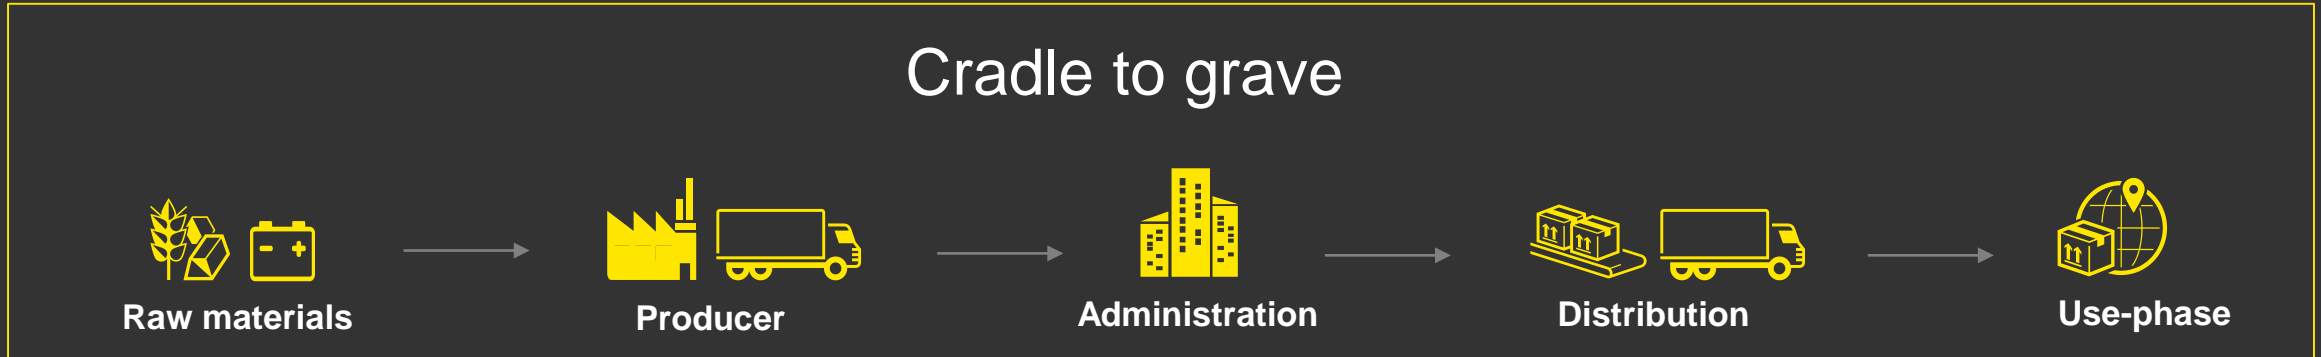 Cradle to grave
Raw materials
Producer
Administration
Distribution
Use-phase